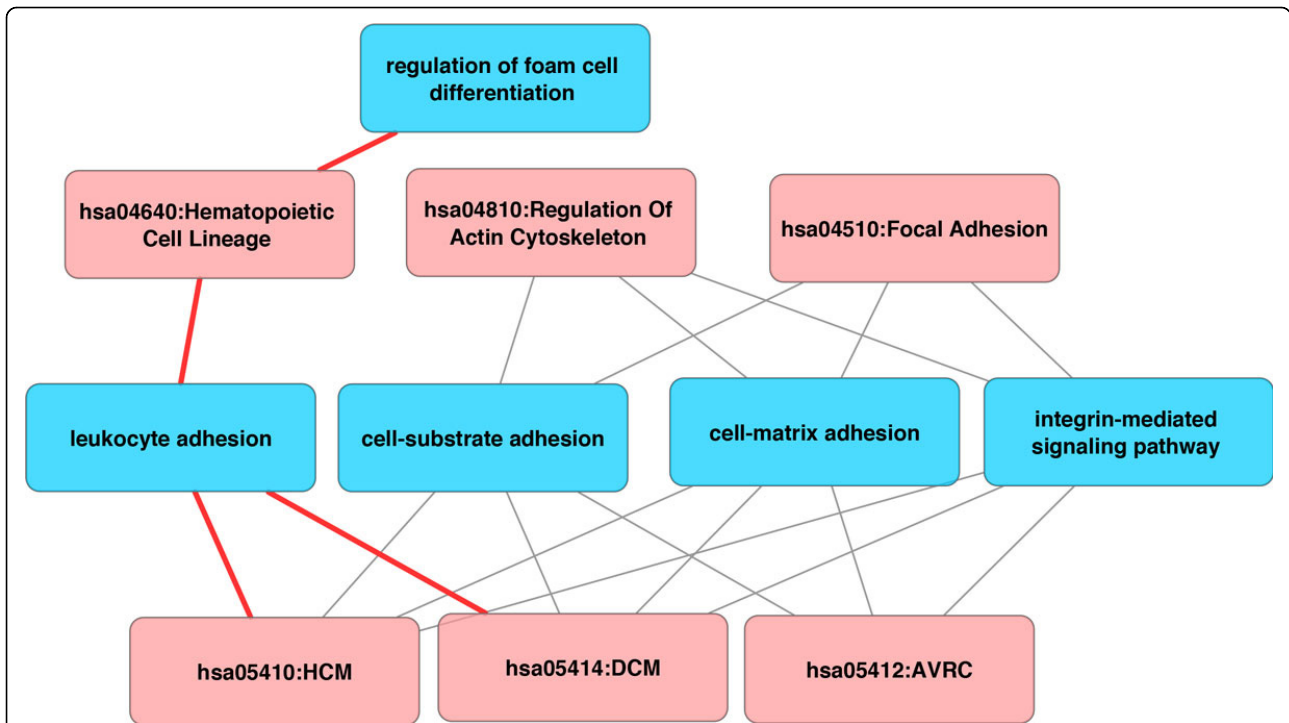 regulation of foam cell
differentiation
hsa04640:Hematopoietic
Cell Lineage
hsa04810:Regulation Of
Actin Cytoskeleton
hsa04510:Focal Adhesion
leukocyte adhesion
cell-substrate adhesion
cell-matrix adhesion
integrin-mediated
signaling pathway
hsa05410:HCM
hsa05414:DCM
hsa05412:AVRC